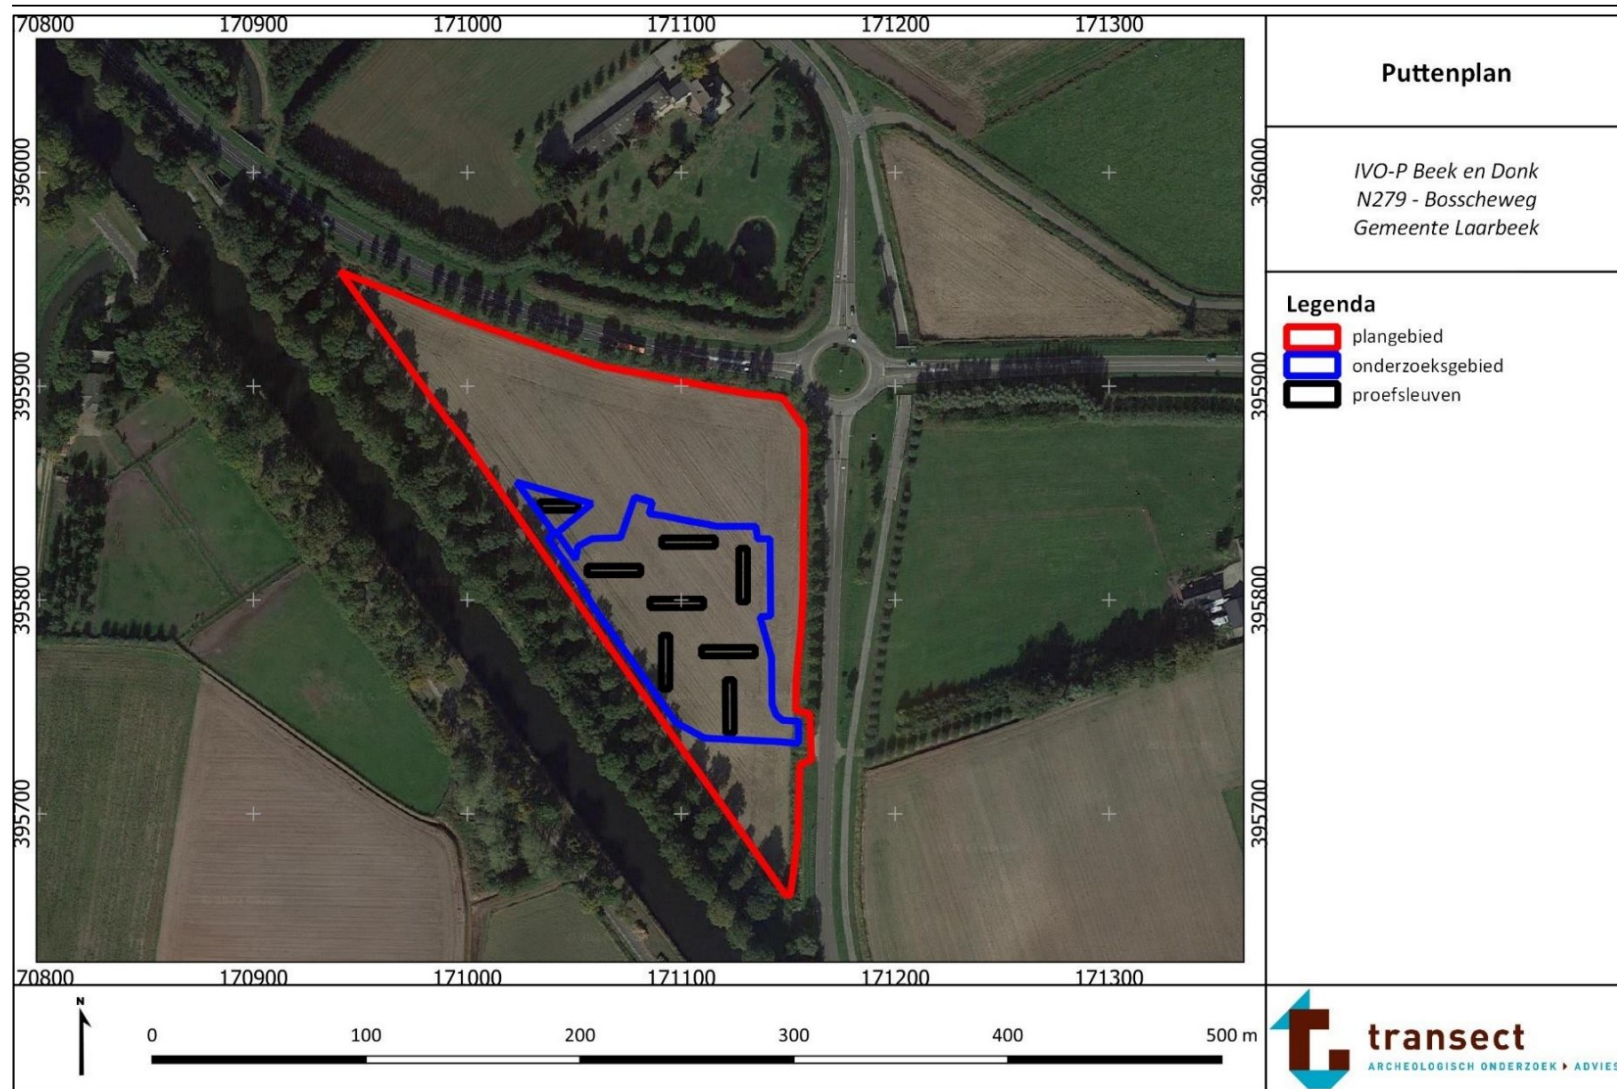 70800 170900 171000 171100 171200 171300
Puttenplan
IVO-P Beek en Donk
N279 - Bosscheweg
Gemeente Laarbeek
Legenda
plangebied
onderzoeksgebied
proefsleuven
396000 396000
395900 395900
395800 395800
395700 395700
70800 170900 171000 171100 171200 171300
N
0 100 200 300 400 500 m
transect
ARCHEOLOGISCH ONDERZOEK ADVIES